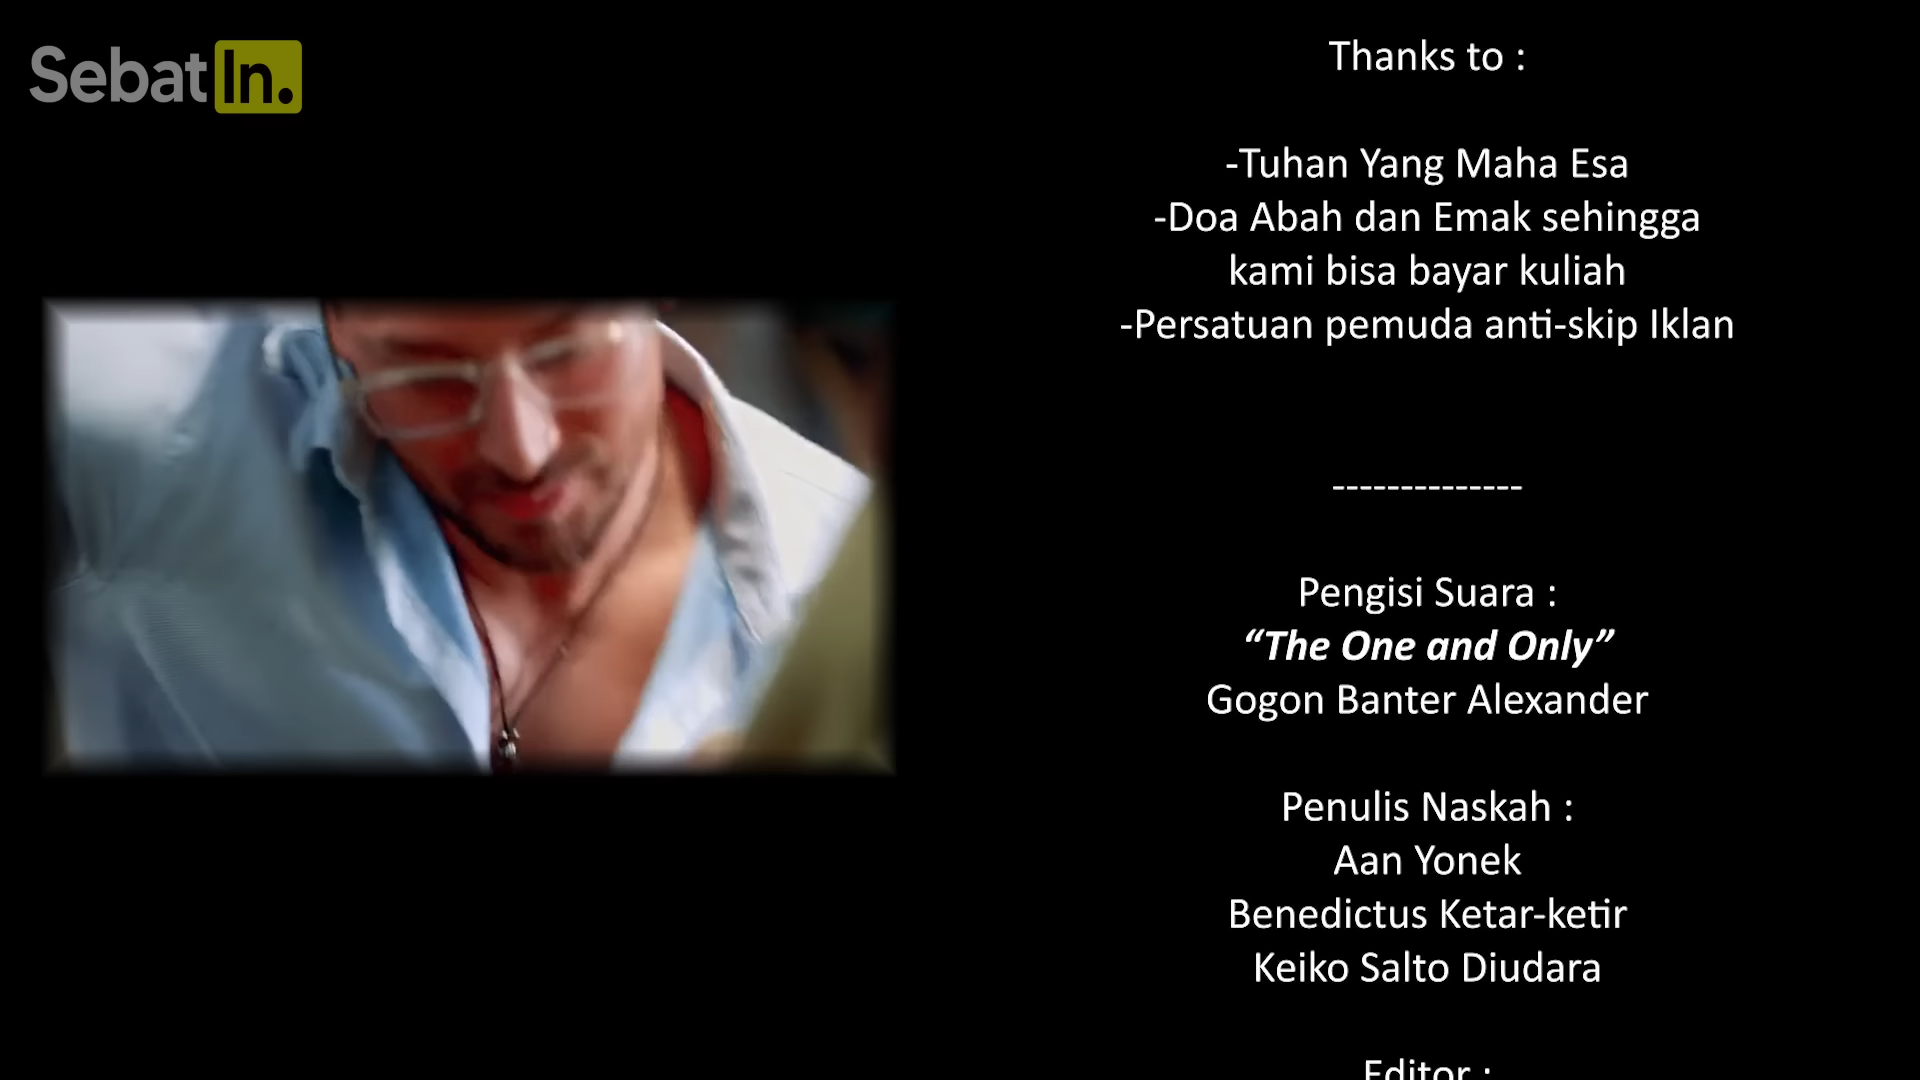 SebatIn.
Thanks to :
-Tuhan Yang Maha Esa
-Doa Abah dan Emak sehingga
kami bisa bayar kuliah
-Persatuan pemuda anti-skip Iklan
--------------
Pengisi Suara :
“The One and Only”
Gogon Banter Alexander
Penulis Naskah :
Aan Yonek
Benedictus Ketar-ketir
Keiko Salto Diudara
Editor :